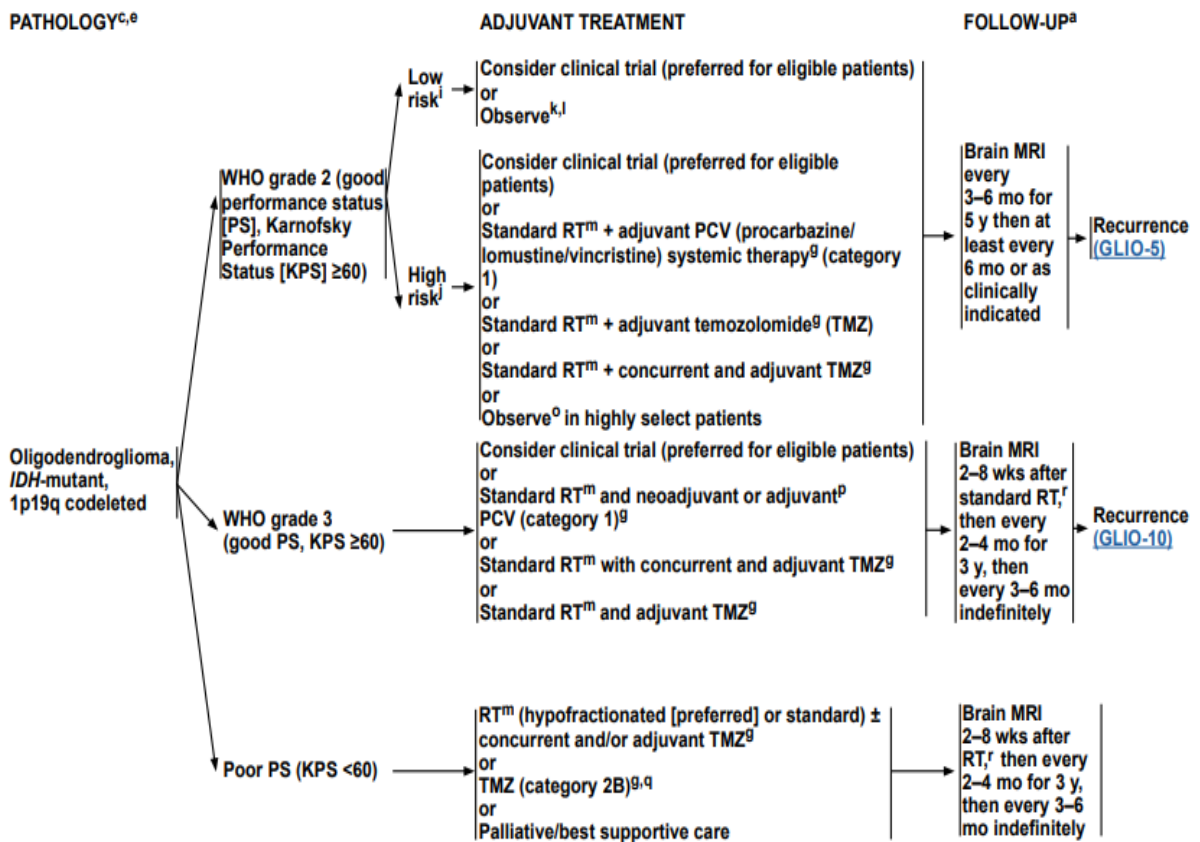 PATHOLOGYc,e
ADJUVANT TREATMENT
FOLLOW-UPa
Oligodendroglioma,
IDH-mutant,
1p19q codeleted
WHO grade 2 (good
performance status
[PS], Karnofsky
Performance
Status [KPS] ≥60)
Low
riski
Consider clinical trial (preferred for eligible patients)
or
Observek,l
High
riskj
Consider clinical trial (preferred for eligible
patients)
or
Standard RTm + adjuvant PCV (procarbazine/
lomustine/vincristine) systemic therapyg (category
1)
or
Standard RTm + adjuvant temozolomideg (TMZ)
or
Standard RTm + concurrent and adjuvant TMZg
or
Observeo in highly select patients
Brain MRI
every
3–6 mo for
5 y then at
least every
6 mo or as
clinically
indicated
Recurrence
(GLIO-5)
WHO grade 3
(good PS, KPS ≥60)
Consider clinical trial (preferred for eligible patients)
or
Standard RTm and neoadjuvant or adjuvantp
PCV (category 1)g
or
Standard RTm with concurrent and adjuvant TMZg
or
Standard RTm and adjuvant TMZg
Brain MRI
2–8 wks after
standard RT,r
then every
2–4 mo for
3 y, then
every 3–6 mo
indefinitely
Recurrence
(GLIO-10)
Poor PS (KPS <60)
RTm (hypofractionated [preferred] or standard) ±
concurrent and/or adjuvant TMZg
or
TMZ (category 2B)g,q
or
Palliative/best supportive care
Brain MRI
2–8 wks after
RT,r then every
2–4 mo for 3 y,
then every 3–6
mo indefinitely